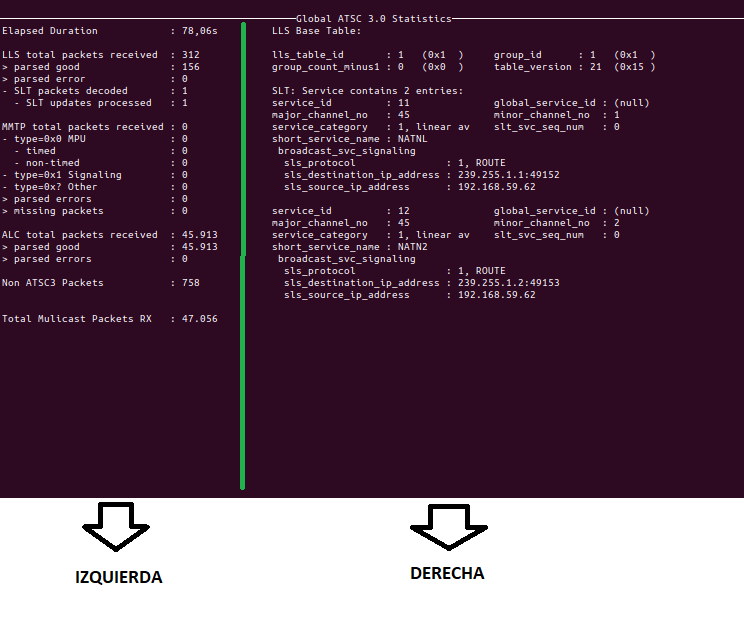 Global ATSC 3.0 Statistics
Elapsed Duration : 78,06s
LLS total packets received : 312
> parsed good : 156
> parsed error : 0
- SLT packets decoded : 1
- SLT updates processed : 1
MMTP total packets received : 0
- type=0x0 MPU : 0
- timed : 0
- non-timed : 0
- type=0x1 Signaling : 0
- type=0x? Other : 0
> parsed errors : 0
> missing packets : 0
ALC total packets received : 45.913
> parsed good : 45.913
> parsed errors : 0
Non ATSC3 Packets : 758
Total Mulicast Packets RX : 47.056
LLS Base Table:
lls_table_id : 1 (0x1 ) group_id : 1 (0x1 )
group_count_minus1 : 0 (0x0 ) table_version : 21 (0x15 )
SLT: Service contains 2 entries:
service_id : 11 global_service_id : (null)
major_channel_no : 45 minor_channel_no : 1
service_category : 1, linear av slt_svc_seq_num : 0
short_service_name : NATNL
broadcast_svc_signaling
sls_protocol : 1, ROUTE
sls_destination_ip_address : 239.255.1.1:49152
sls_source_ip_address : 192.168.59.62
service_id : 12 global_service_id : (null)
major_channel_no : 45 minor_channel_no : 2
service_category : 1, linear av slt_svc_seq_num : 0
short_service_name : NATN2
broadcast_svc_signaling
sls_protocol : 1, ROUTE
sls_destination_ip_address : 239.255.1.2:49153
sls_source_ip_address : 192.168.59.62
IZQUIERDA
DERECHA